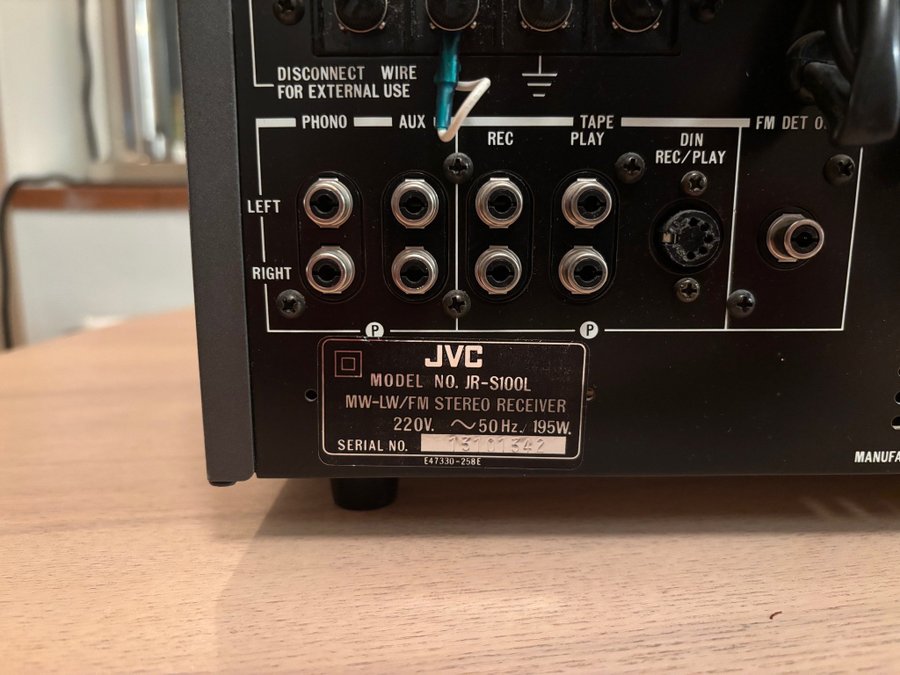 DISCONNECT WIRE
FOR EXTERNAL USE
PHONO AUX TAPE FM DET
REC PLAY DIN
REC/PLAY
LEFT
RIGHT
P P
JVC
MODEL NO. JR-S100L
MW-LW/FM STEREO RECEIVER
220V. ~50Hz./195W.
SERIAL NO. 13101342
E47330-258E